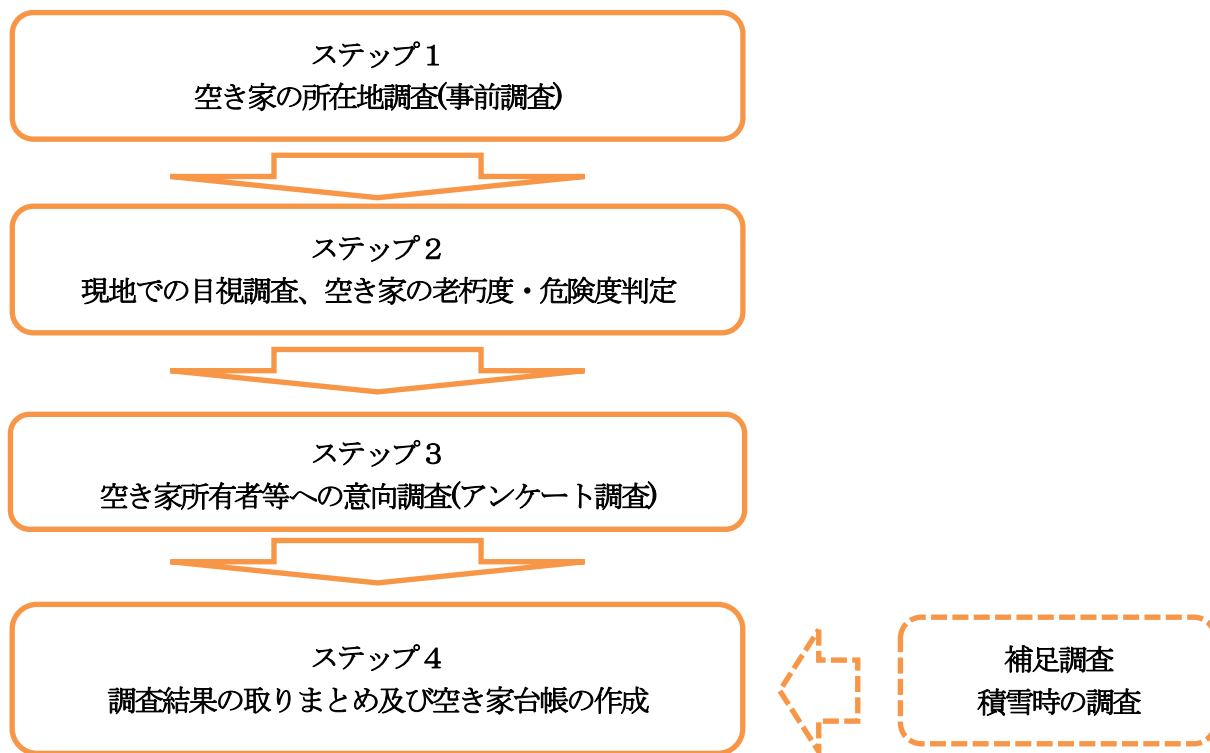 ステップ１
空き家の所在地調査(事前調査)
ステップ２
現地での目視調査、空き家の老朽度・危険度判定
ステップ３
空き家所有者等への意向調査(アンケート調査)
ステップ４
調査結果の取りまとめ及び空き家台帳の作成
補足調査
積雪時の調査